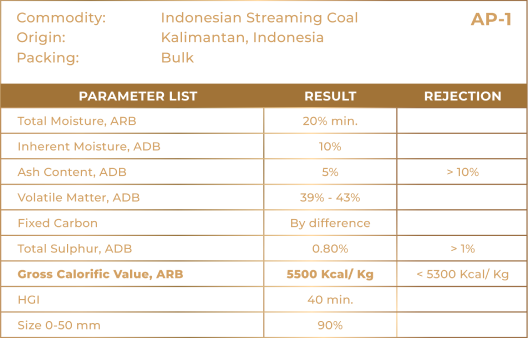 Commodity: Indonesian Streaming Coal AP-1
Origin: Kalimantan, Indonesia
Packing: Bulk
PARAMETER LIST RESULT REJECTION
Total Moisture, ARB 20% min.
Inherent Moisture, ADB 10%
Ash Content, ADB 5% > 10%
Volatile Matter, ADB 39% - 43%
Fixed Carbon By difference
Total Sulphur, ADB 0.80% > 1%
Gross Calorific Value, ARB 5500 Kcal/ Kg < 5300 Kcal/ Kg
HGI 40 min.
Size 0-50 mm 90%